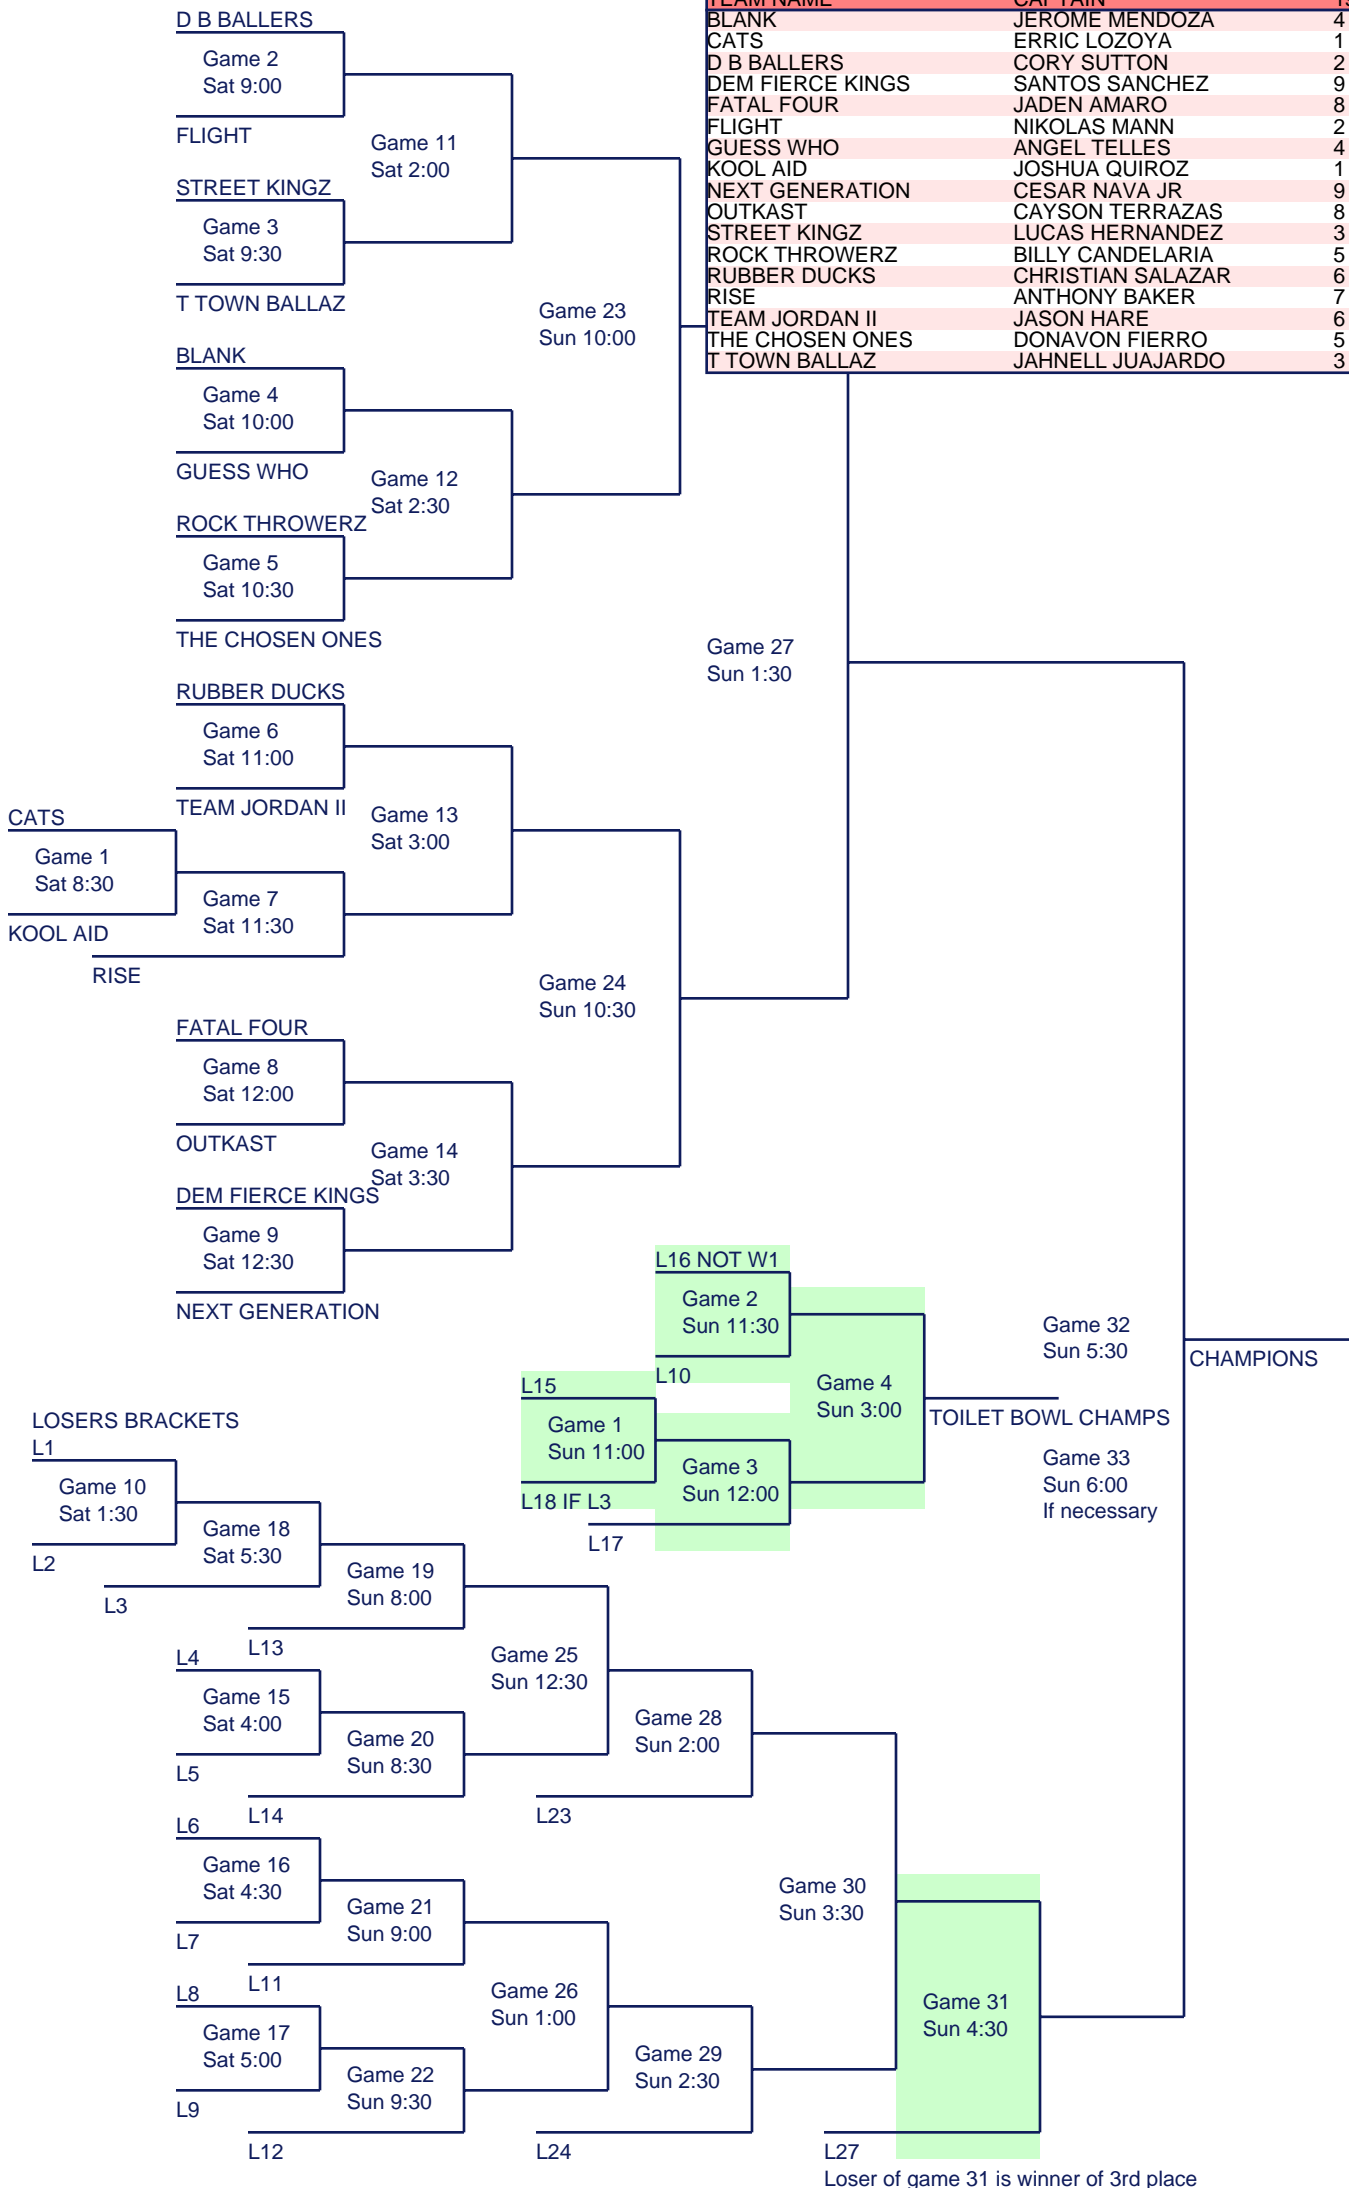 TEAM NAME CAPTAIN
BLANK JEROME MENDOZA 4
CATS ERRIC LOZOYA 1
D B BALLERS CORY SUTTON 2
DEM FIERCE KINGS SANTOS SANCHEZ 9
FATAL FOUR JADEN AMARO 8
FLIGHT NIKOLAS MANN 2
GUESS WHO ANGEL TELLES 4
KOOL AID JOSHUA QUIROZ 1
NEXT GENERATION CESAR NAVA JR 9
OUTKAST CAYSON TERRAZAS 8
STREET KINGZ LUCAS HERNANDEZ 3
ROCK THROWERZ BILLY CANDELARIA 5
RUBBER DUCKS CHRISTIAN SALAZAR 6
RISE ANTHONY BAKER 7
TEAM JORDAN II JASON HARE 6
THE CHOSEN ONES DONAVON FIERRO 5
T TOWN BALLAZ JAHNELL JUAJARDO 3
D B BALLERS
Game 2
Sat 9:00
FLIGHT
Game 11
Sat 2:00
STREET KINGZ
Game 3
Sat 9:30
T TOWN BALLAZ
Game 23
Sun 10:00
BLANK
Game 4
Sat 10:00
GUESS WHO
Game 12
Sat 2:30
ROCK THROWERZ
Game 5
Sat 10:30
THE CHOSEN ONES
Game 27
Sun 1:30
RUBBER DUCKS
Game 6
Sat 11:00
TEAM JORDAN II
Game 13
Sat 3:00
CATS
Game 1
Sat 8:30
KOOL AID
Game 7
Sat 11:30
RISE
Game 24
Sun 10:30
FATAL FOUR
Game 8
Sat 12:00
OUTKAST
Game 14
Sat 3:30
DEM FIERCE KINGS
Game 9
Sat 12:30
NEXT GENERATION
L16 NOT W1
Game 2
Sun 11:30
L10
L15
Game 1
Sun 11:00
L18 IF L3
Game 3
Sun 12:00
L17
Game 4
Sun 3:00
TOILET BOWL CHAMPS
Game 32
Sun 5:30
CHAMPIONS
Game 33
Sun 6:00
If necessary
LOSERS BRACKETS
L1
Game 10
Sat 1:30
L2
Game 18
Sat 5:30
L3
Game 19
Sun 8:00
L13
L4
Game 15
Sat 4:00
L5
Game 20
Sun 8:30
L14
Game 25
Sun 12:30
Game 28
Sun 2:00
L23
L6
Game 16
Sat 4:30
L7
Game 21
Sun 9:00
L11
L8
Game 17
Sat 5:00
L9
Game 22
Sun 9:30
L12
Game 26
Sun 1:00
Game 29
Sun 2:30
L24
Game 30
Sun 3:30
Game 31
Sun 4:30
L27
Loser of game 31 is winner of 3rd place